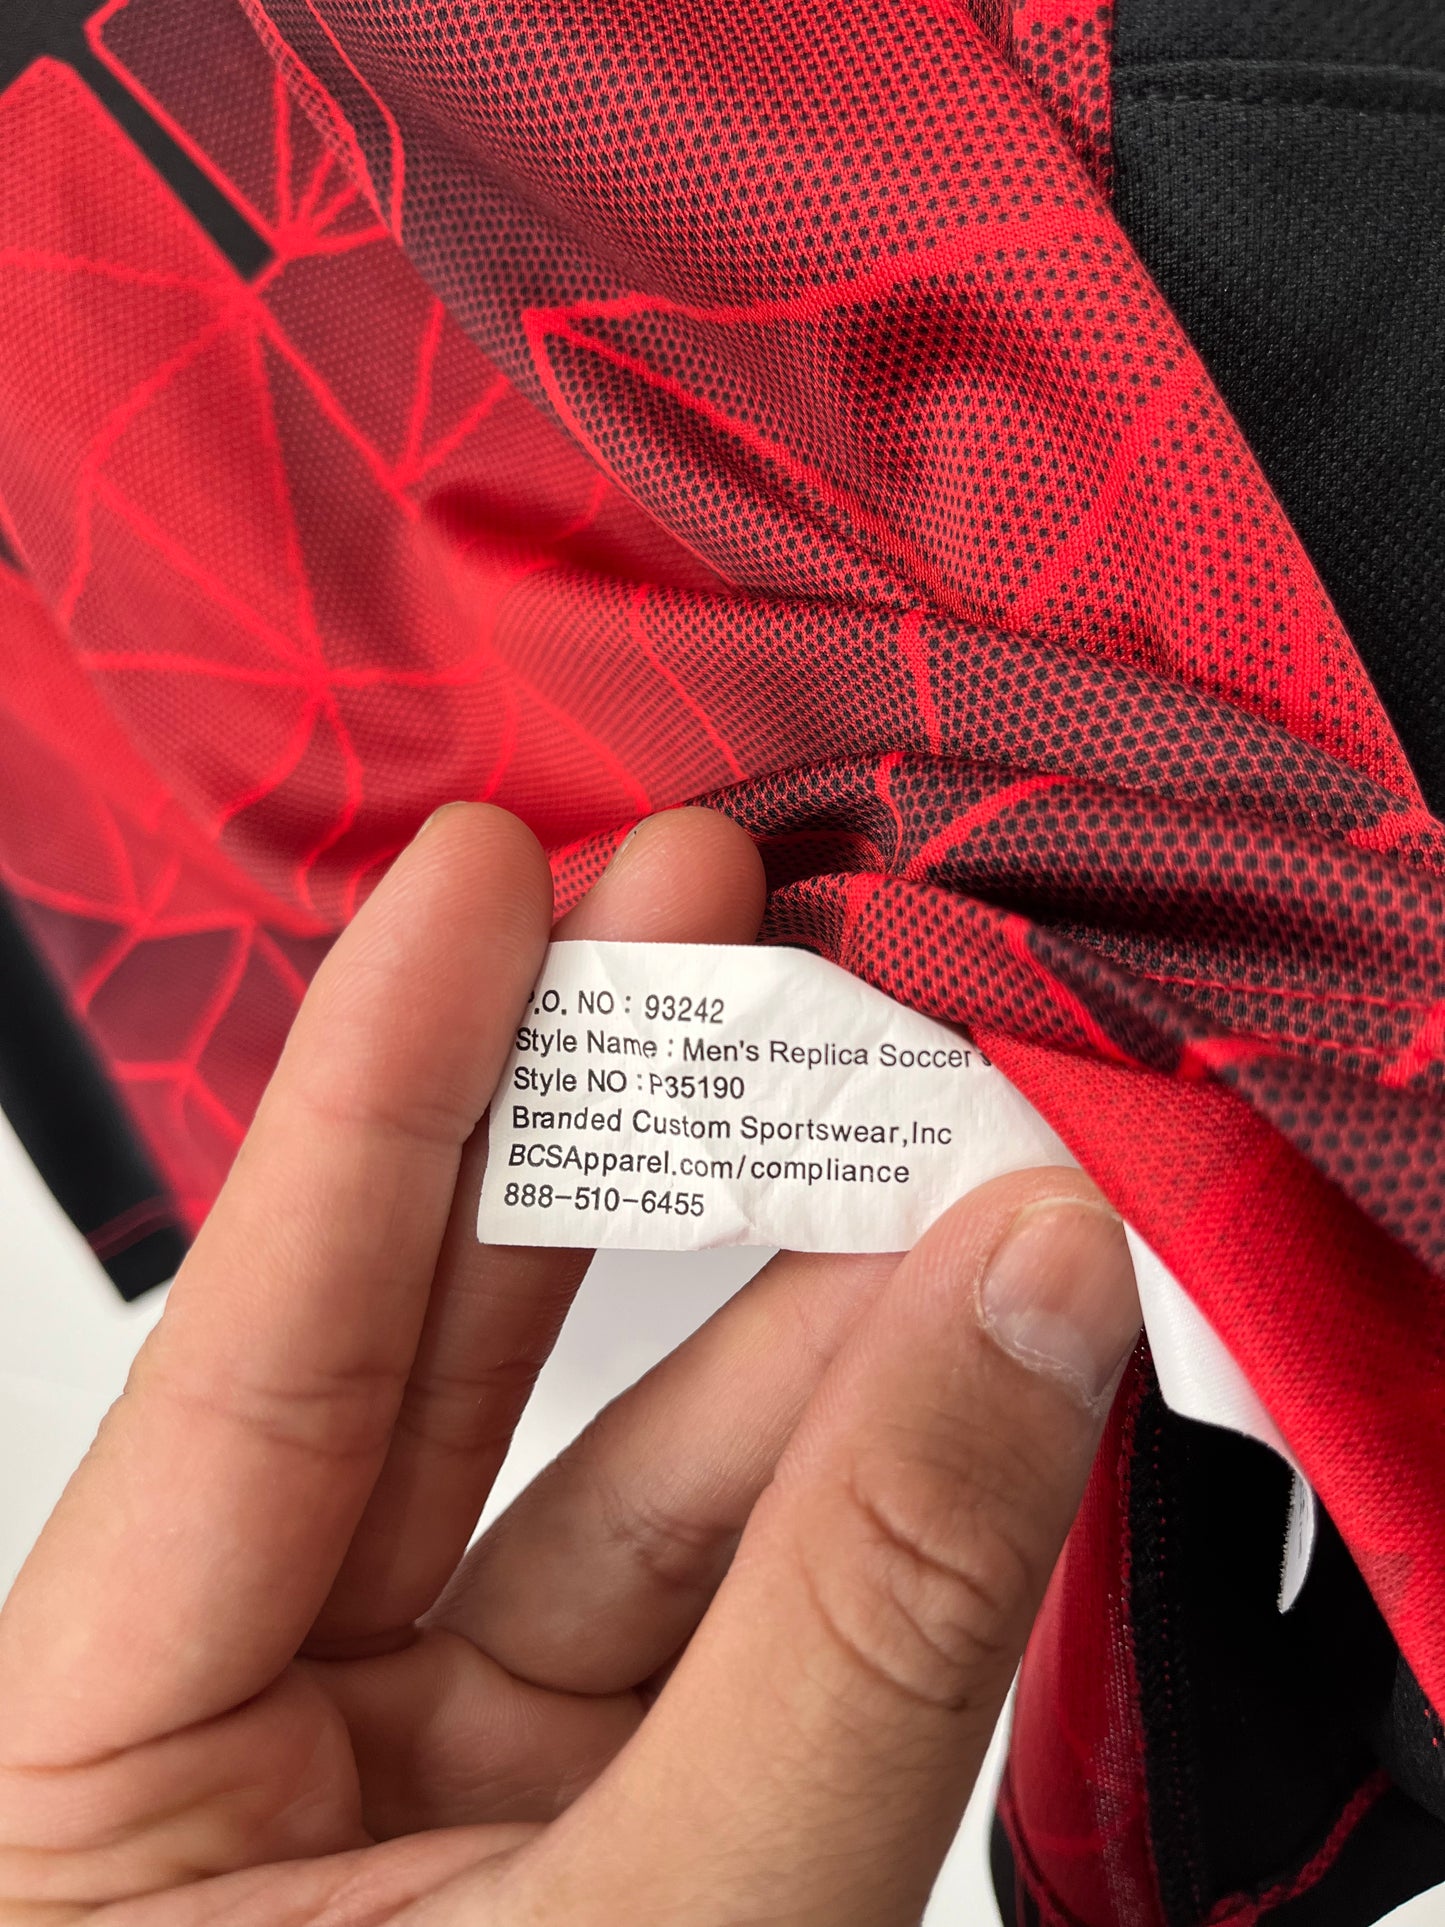 P.O. NO : 93242
Style Name : Men's Replica Soccer
Style NO : P35190
Branded Custom Sportswear,Inc
BCSApparel.com/compliance
888-510-6455